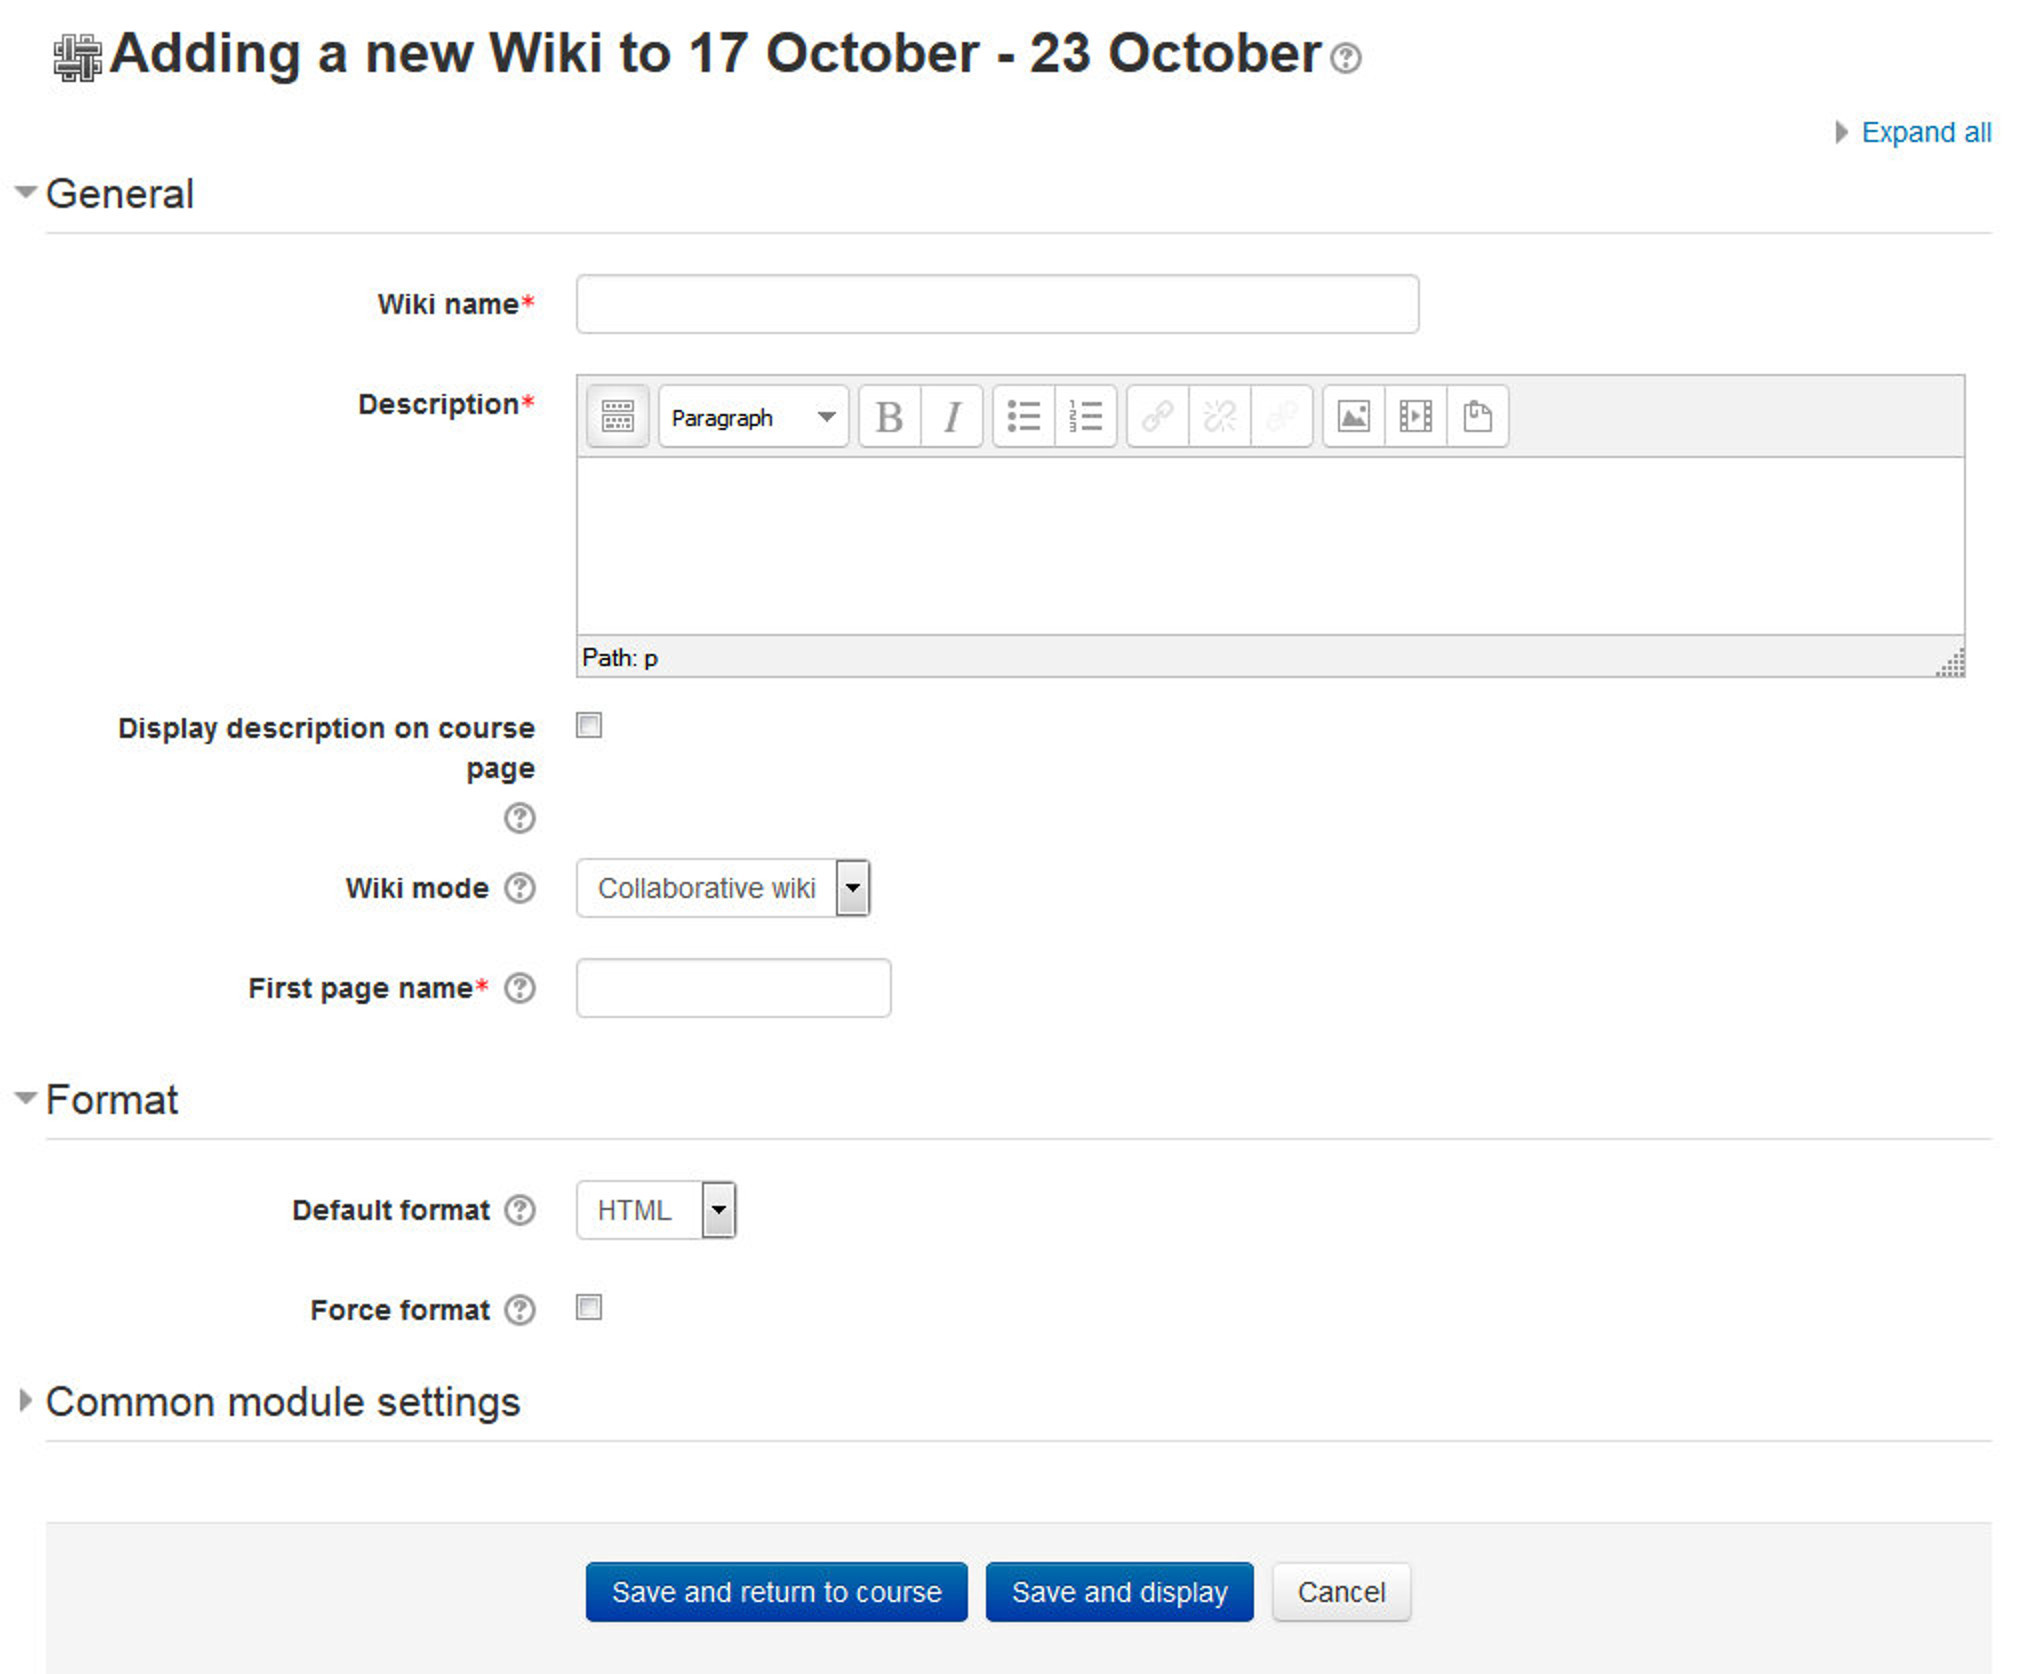 Adding a new Wiki to 17 October - 23 October
Expand all
General
Wiki name*
Description*
Paragraph
B I
Path: p
Display description on course
page
Wiki mode
Collaborative wiki
First page name*
Format
Default format
HTML
Force format
Common module settings
Save and return to course
Save and display
Cancel